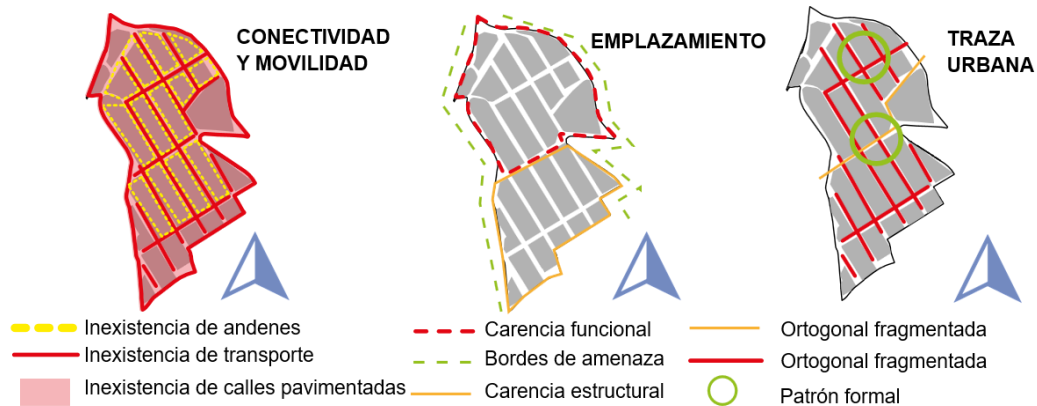 CONECTIVIDAD
Y MOVILIDAD
EMPLAZAMIENTO
TRAZA
URBANA
Inexistencia de andenes
Inexistencia de transporte
Inexistencia de calles pavimentadas
Carencia funcional
Bordes de amenaza
Carencia estructural
Ortogonal fragmentada
Ortogonal fragmentada
Patrón formal